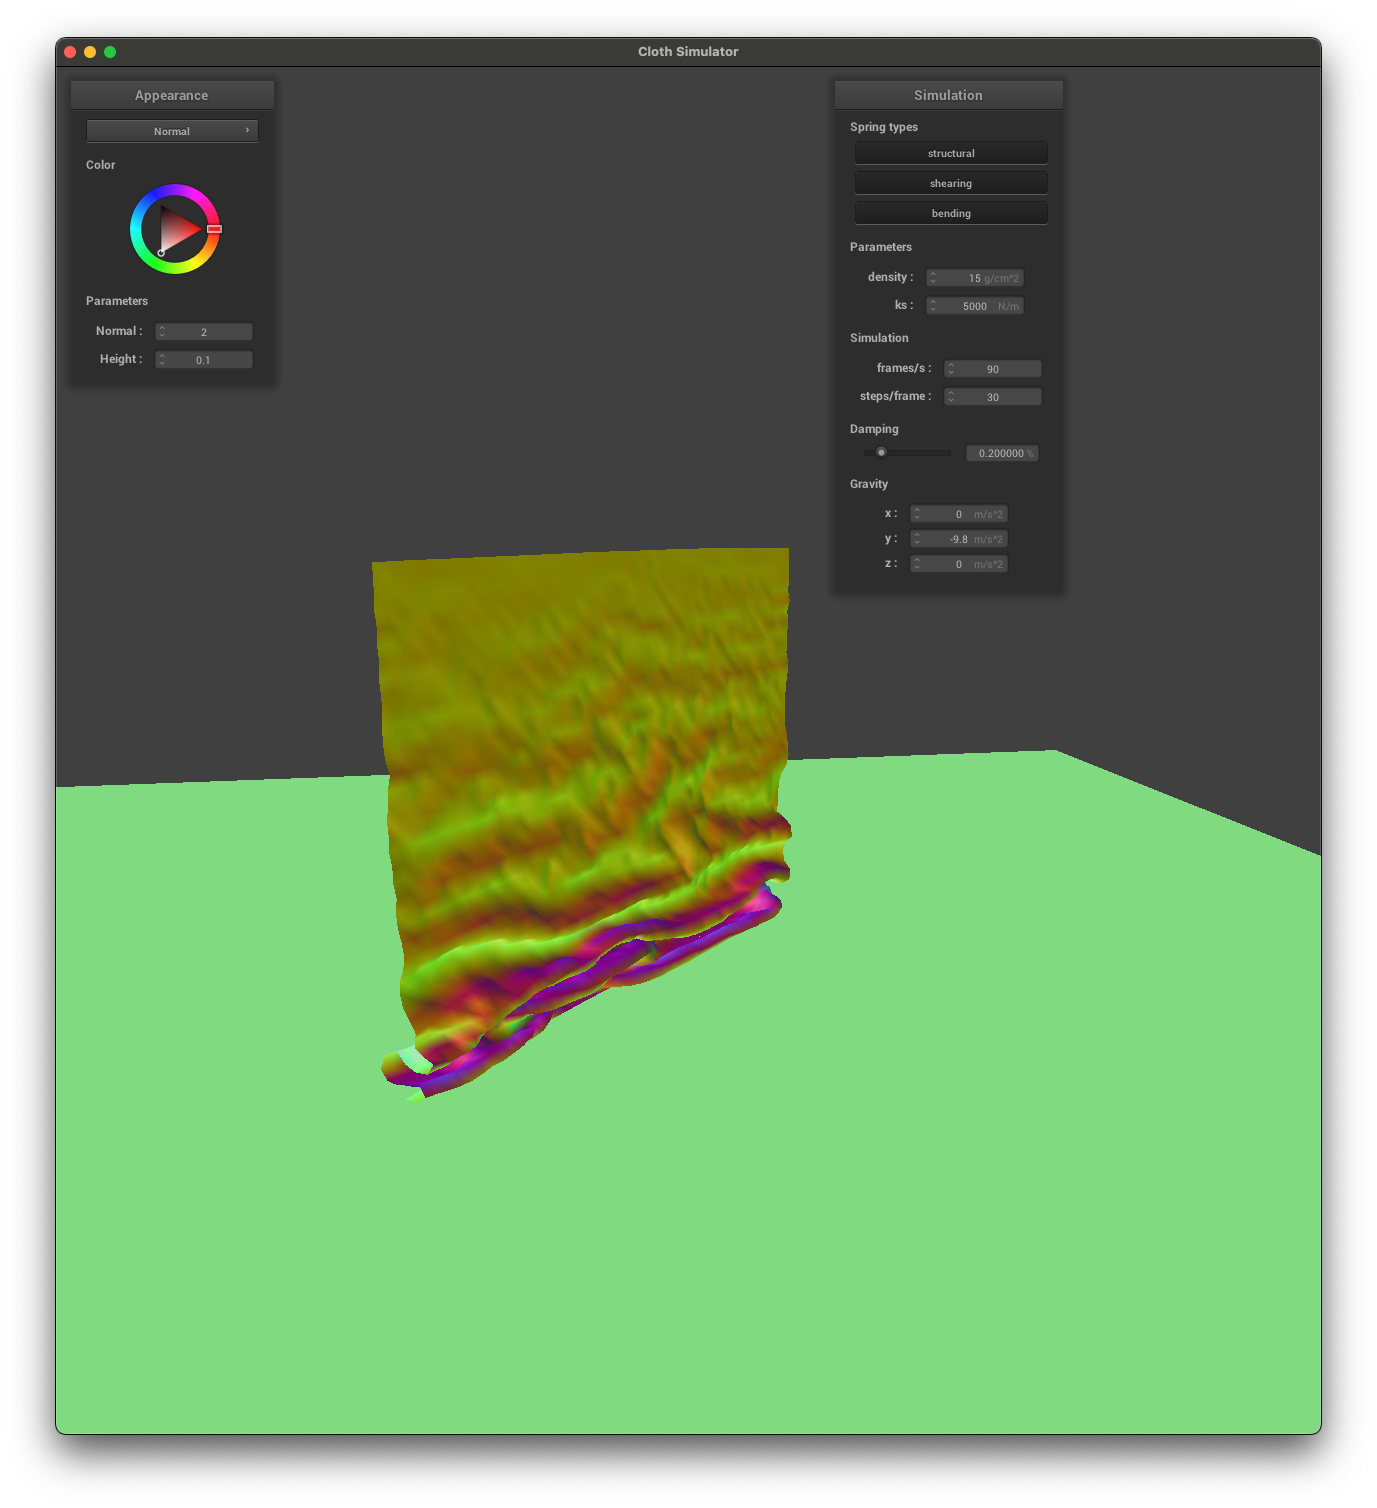 Cloth Simulator
Appearance
Normal
Color
Parameters
Normal : 2
Height : 0.1
Simulation
Spring types
structural
shearing
bending
Parameters
density : 15 g/cm^2
ks : 5000 N/m
Simulation
frames/s : 90
steps/frame : 30
Damping
0.200000 %
Gravity
x : 0 m/s^2
y : -9.8 m/s^2
z : 0 m/s^2